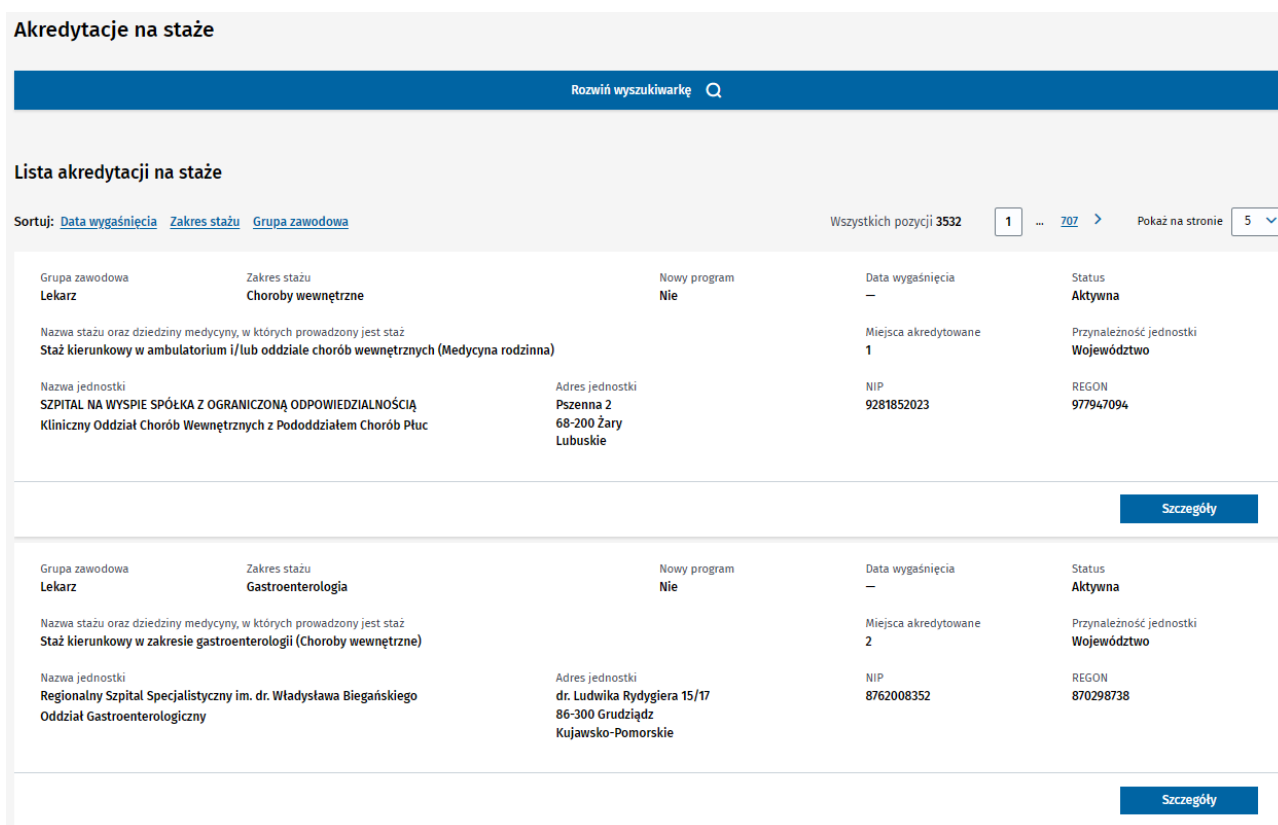 Akredytacje na staże
Rozwiń wyszukiwarkę
Lista akredytacji na staże
Sortuj: Data wygaśnięcia Zakres stażu Grupa zawodowa Wszystkich pozycji 3532 1 ... 707 Pokaż na stronie 5
Grupa zawodowa Zakres stażu Nowy program Data wygaśnięcia Status
Lekarz Choroby wewnętrzne Nie — Aktywna
Nazwa stażu oraz dziedziny medycyny, w których prowadzony jest staż Miejsca akredytowane Przynależność jednostki
Staż kierunkowy w ambulatorium i/lub oddziale chorób wewnętrznych (Medycyna rodzinna) 1 Województwo
Nazwa jednostki Adres jednostki NIP REGON
SZPITAL NA WYSPIE SPÓŁKA Z OGRANICZONĄ ODPOWIEDZIALNOŚCIĄ Pszenna 2 9281852023 977947094
Kliniczny Oddział Chorób Wewnętrznych z Pododdziałem Chorób Płuc 68-200 Żary
Lubuskie
Szczegóły
Grupa zawodowa Zakres stażu Nowy program Data wygaśnięcia Status
Lekarz Gastroenterologia Nie — Aktywna
Nazwa stażu oraz dziedziny medycyny, w których prowadzony jest staż Miejsca akredytowane Przynależność jednostki
Staż kierunkowy w zakresie gastroenterologii (Choroby wewnętrzne) 2 Województwo
Nazwa jednostki Adres jednostki NIP REGON
Regionalny Szpital Specjalistyczny im. dr. Władysława Biegańskiego dr. Ludwika Rydygiera 15/17 8762008352 870298738
Oddział Gastroenterologiczny 86-300 Grudziądz
Kujawsko-Pomorskie
Szczegóły